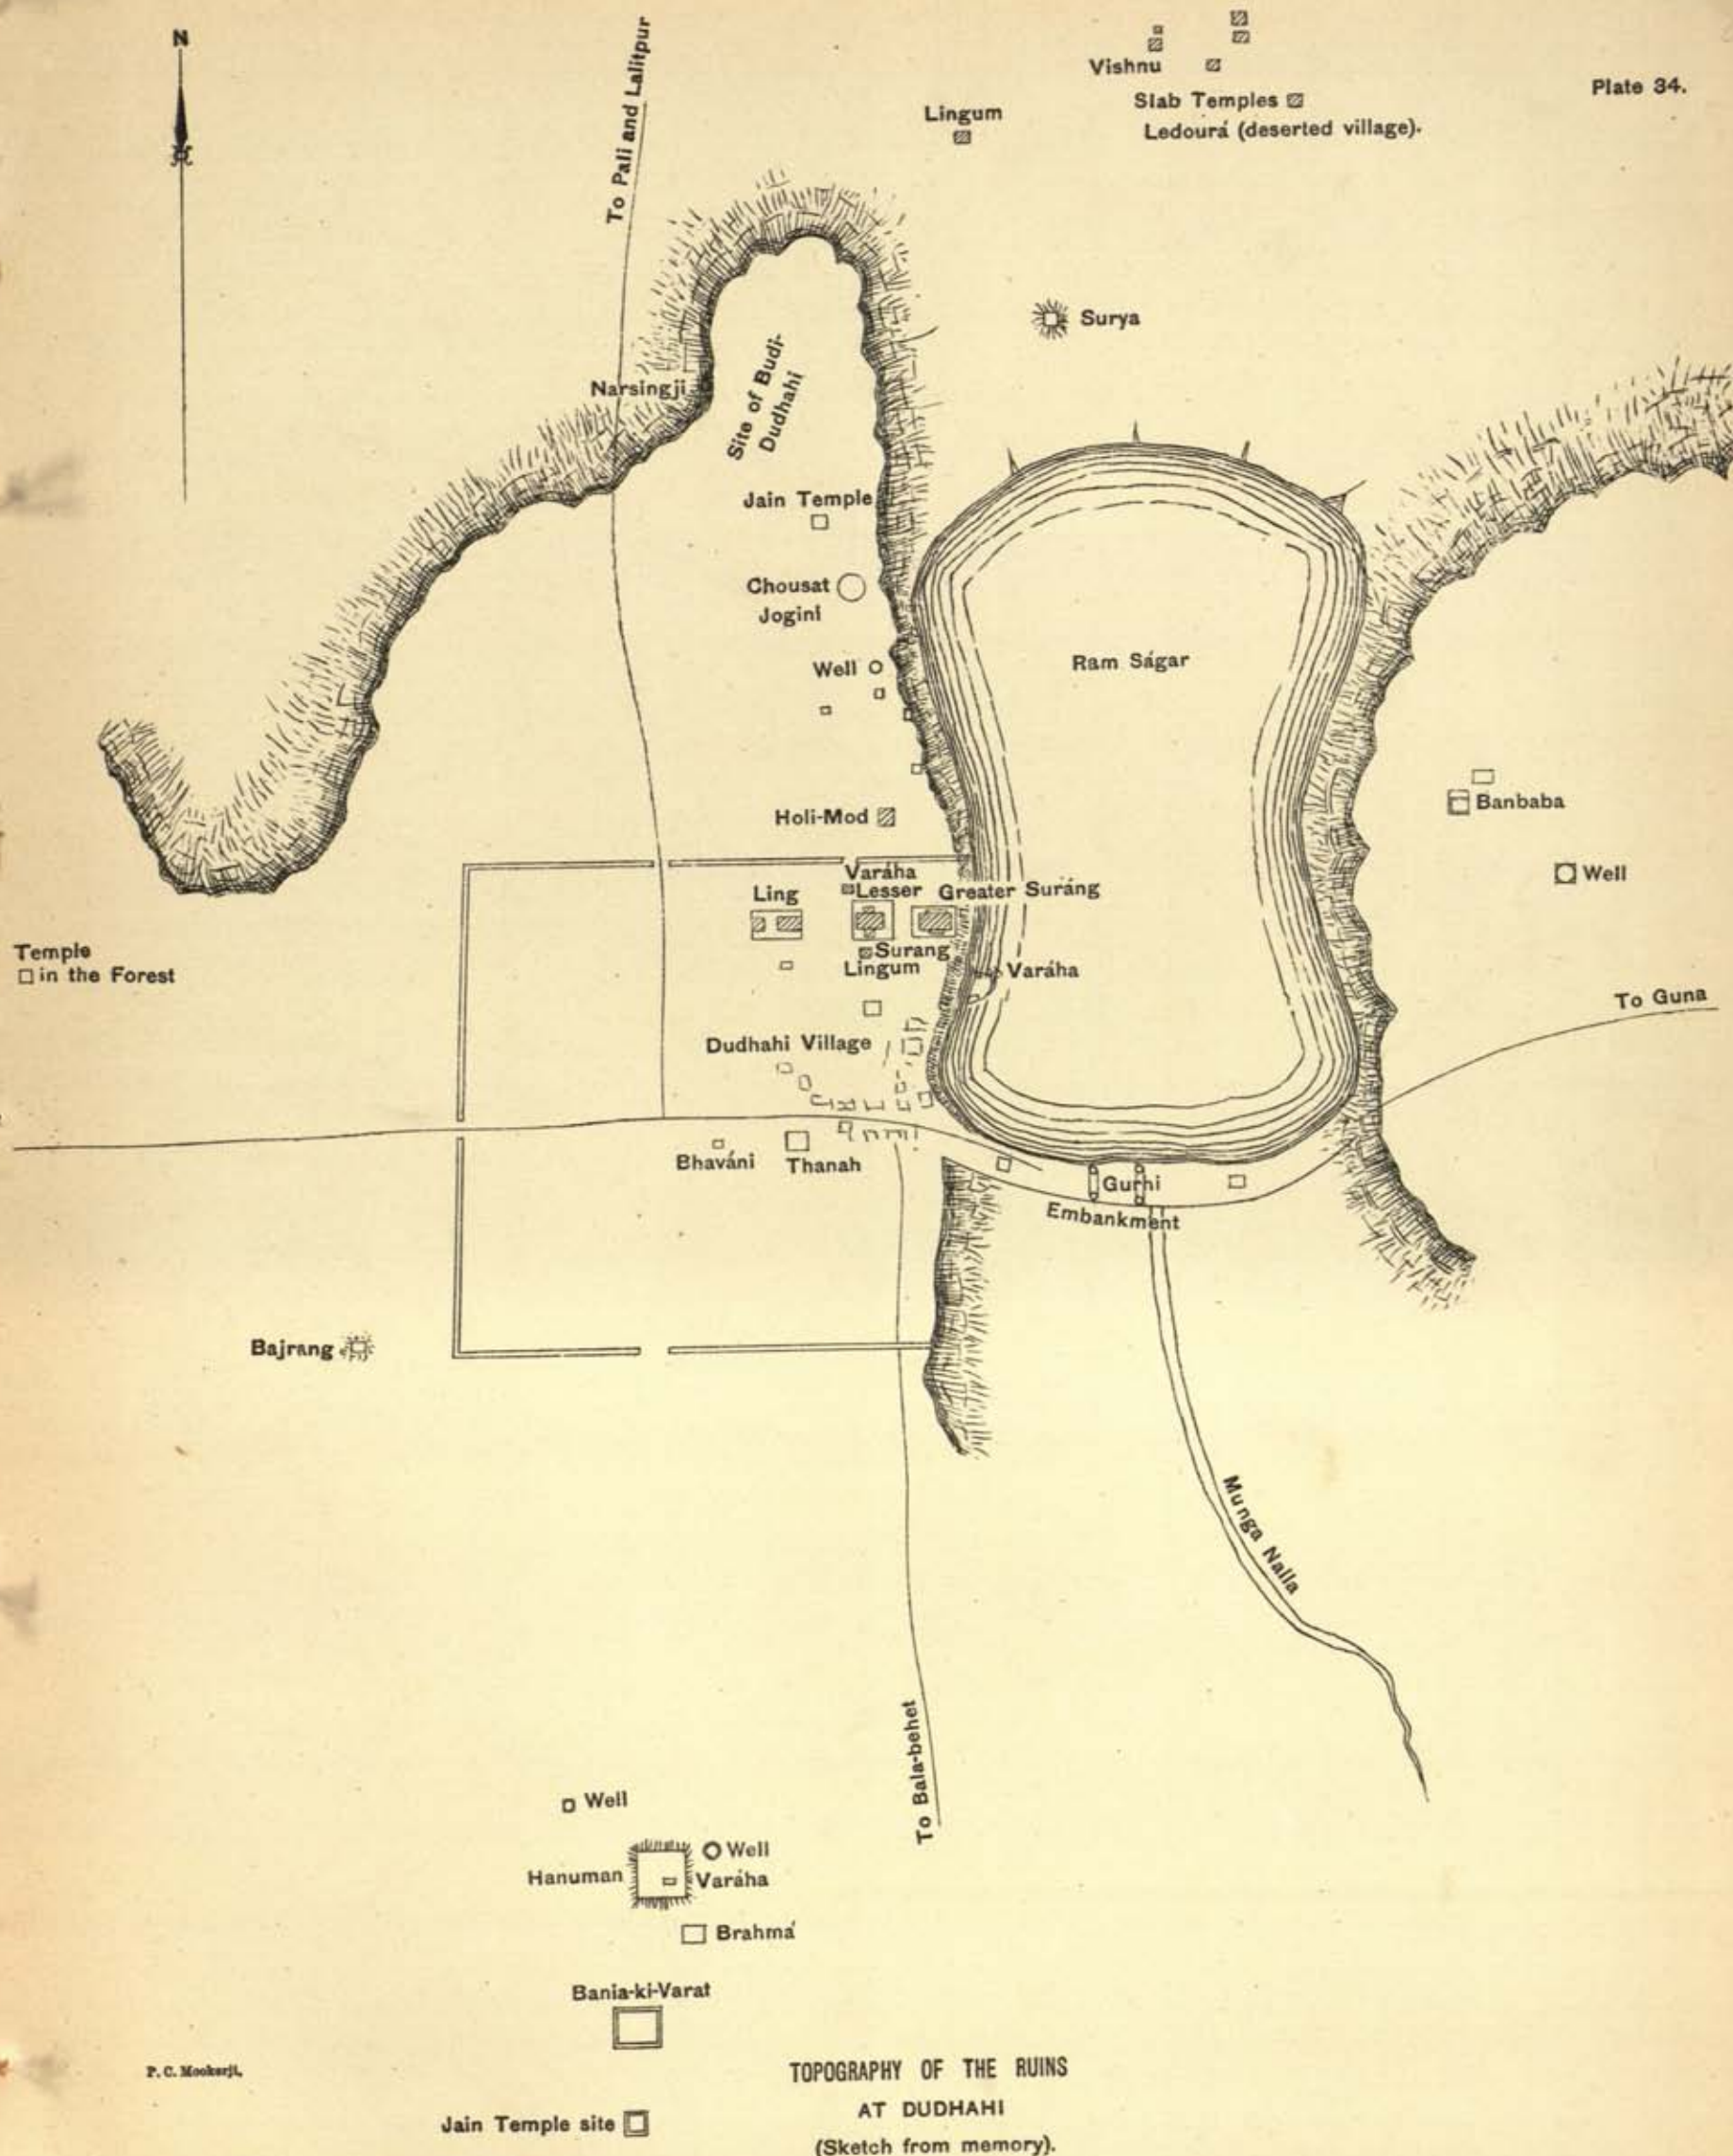 N
To Pali and Lalitpur
Vishnu
Plate 34.
Slab Temples
Ledourá (deserted village).
Lingum
Surya
Narsingji
Site of Budi-
Dudhahi
Jain Temple
Chousat
Jogini
Well
Ram Ságar
Banbaba
Holi-Mod
Well
Varáha
Ling
Lesser
Greater Suráng
Temple
in the Forest
Surang
Lingum
Varáha
To Guna
Dudhahi Village
Bhaváni
Thanah
Gurhi
Embankment
Bajrang
Munga Nalla
To Bala-behet
Well
Well
Hanuman
Varáha
Brahmá
Bania-ki-Varat
P. C. Mookerji,
TOPOGRAPHY OF THE RUINS
AT DUDHAHI
Jain Temple site
(Sketch from memory).